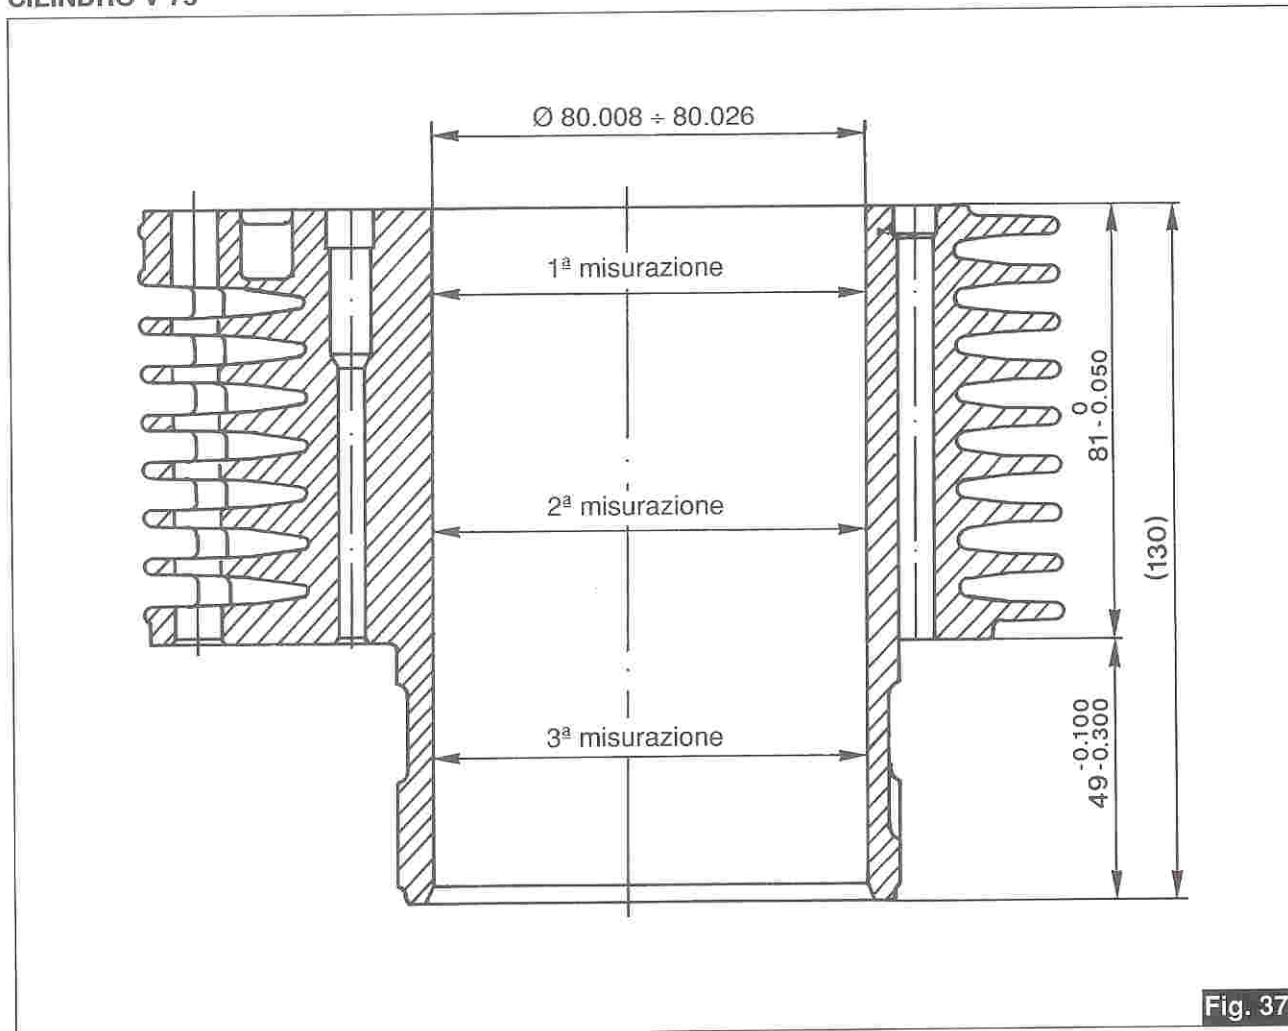 Ø 80.008 ÷ 80.026
1ª misurazione
2ª misurazione
3ª misurazione
81 0 -0.050
49 -0.100 -0.300
(130)
Fig. 37